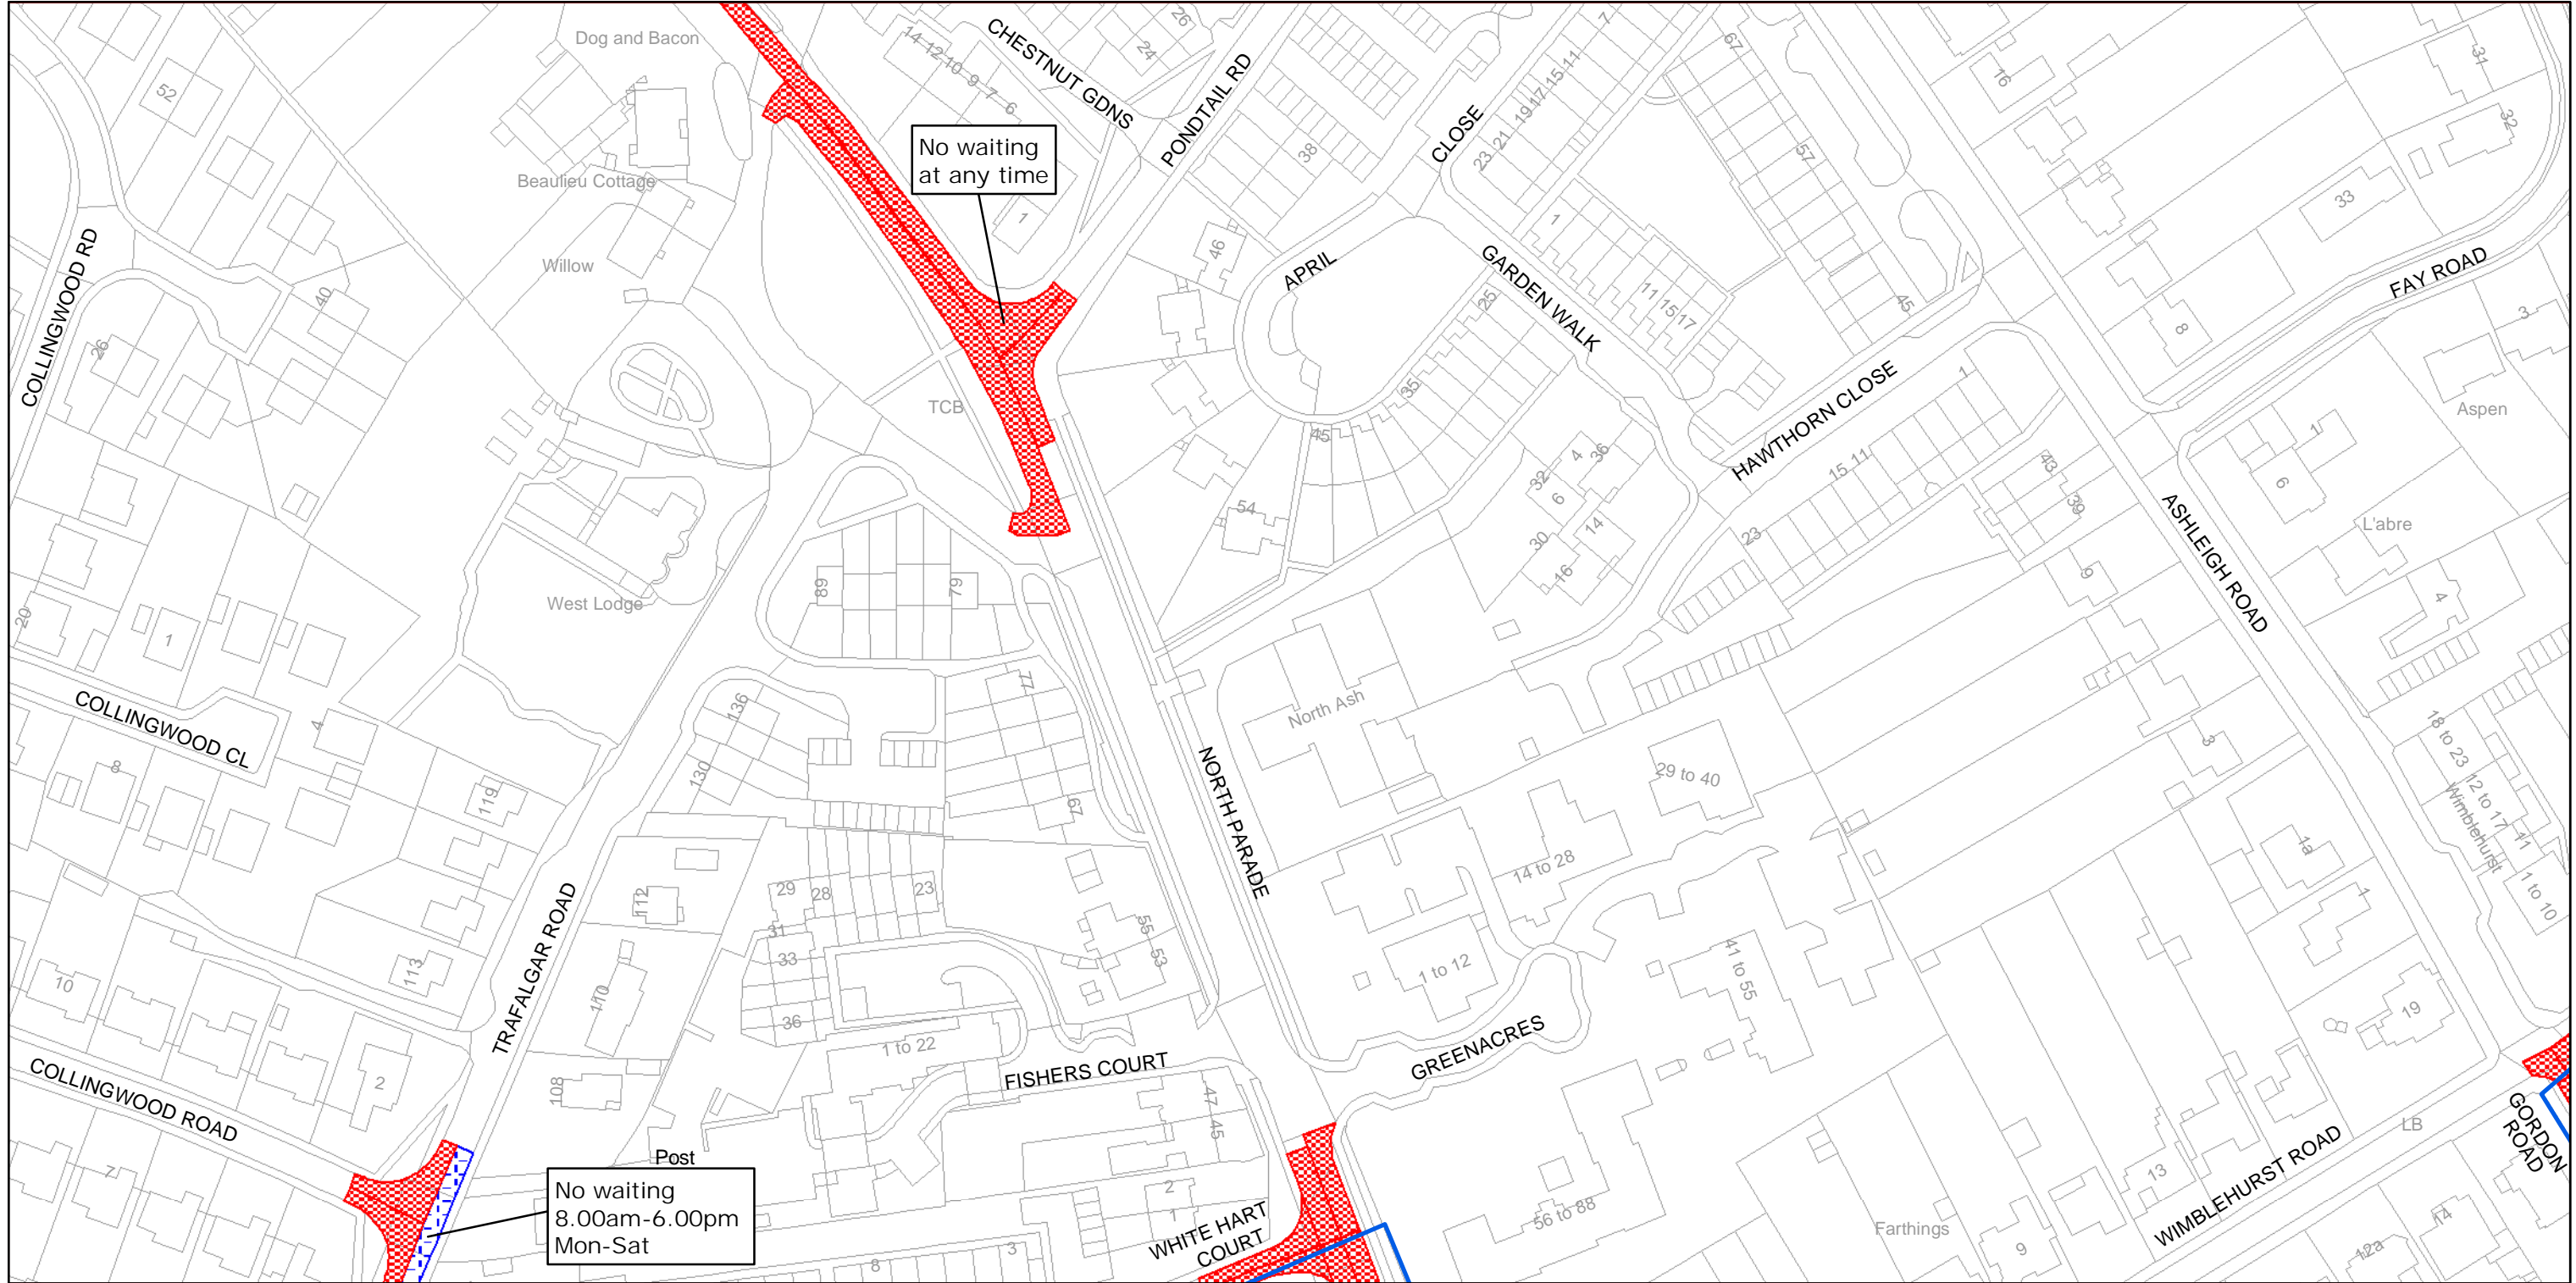 Dog and Bacon
52
14 12 10 9 7 6
CHESTNUT GDNS
26
24
PONDTAIL RD
7
23 21 19 17 15 11
CLOSE
67
57
45
16
31
32
33
No waiting
at any time
1
38
Beaulieu Cottage
Willow
COLLINGWOOD RD
40
26
46
APRIL
1
GARDEN WALK
11 15 17
25
35
45
FAY ROAD
8
3
TCB
HAWTHORN CLOSE
1
15 11
23
Aspen
1
6
43
39
ASHLEIGH ROAD
L'abre
54
32
4
36
6
30
14
16
9
4
89
79
West Lodge
20
1
COLLINGWOOD CL
4
8
136
130
77
67
119
North Ash
NORTH PARADE
29 to 40
3
18 to 23
12 to 17
11
Wimblehurst
1 to 10
1a
1
14 to 28
112
29
28
23
31
33
36
55
53
TRAFALGAR ROAD
113
110
10
1 to 12
41 to 55
19
1 to 22
FISHERS COURT
GREENACRES
COLLINGWOOD ROAD
2
108
47
45
7
Post
No waiting
8.00am-6.00pm
Mon-Sat
2
1
WHITE HART
COURT
8
3
56 to 88
Farthings
9
13
WIMBLEHURST ROAD
LB
GORDON
ROAD
14
12a